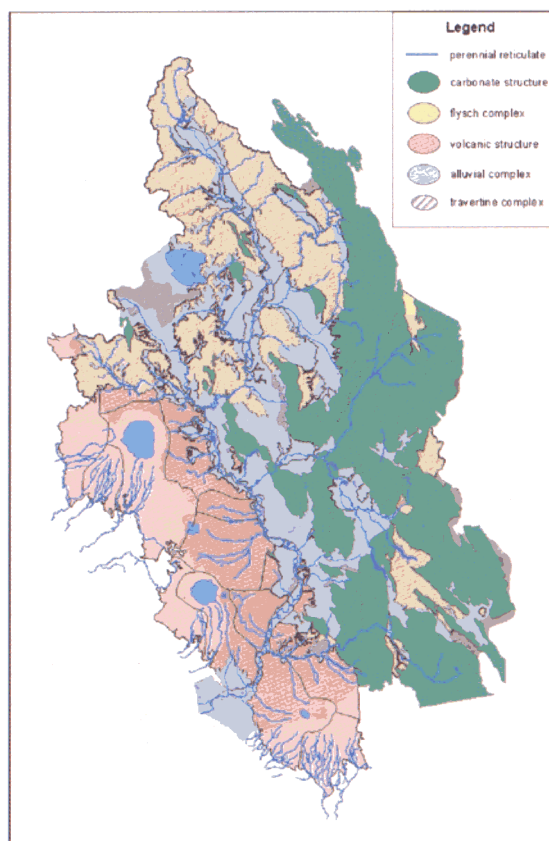 Legend
perennial reticulate
carbonate structure
flysch complex
volcanic structure
alluvial complex
travertine complex